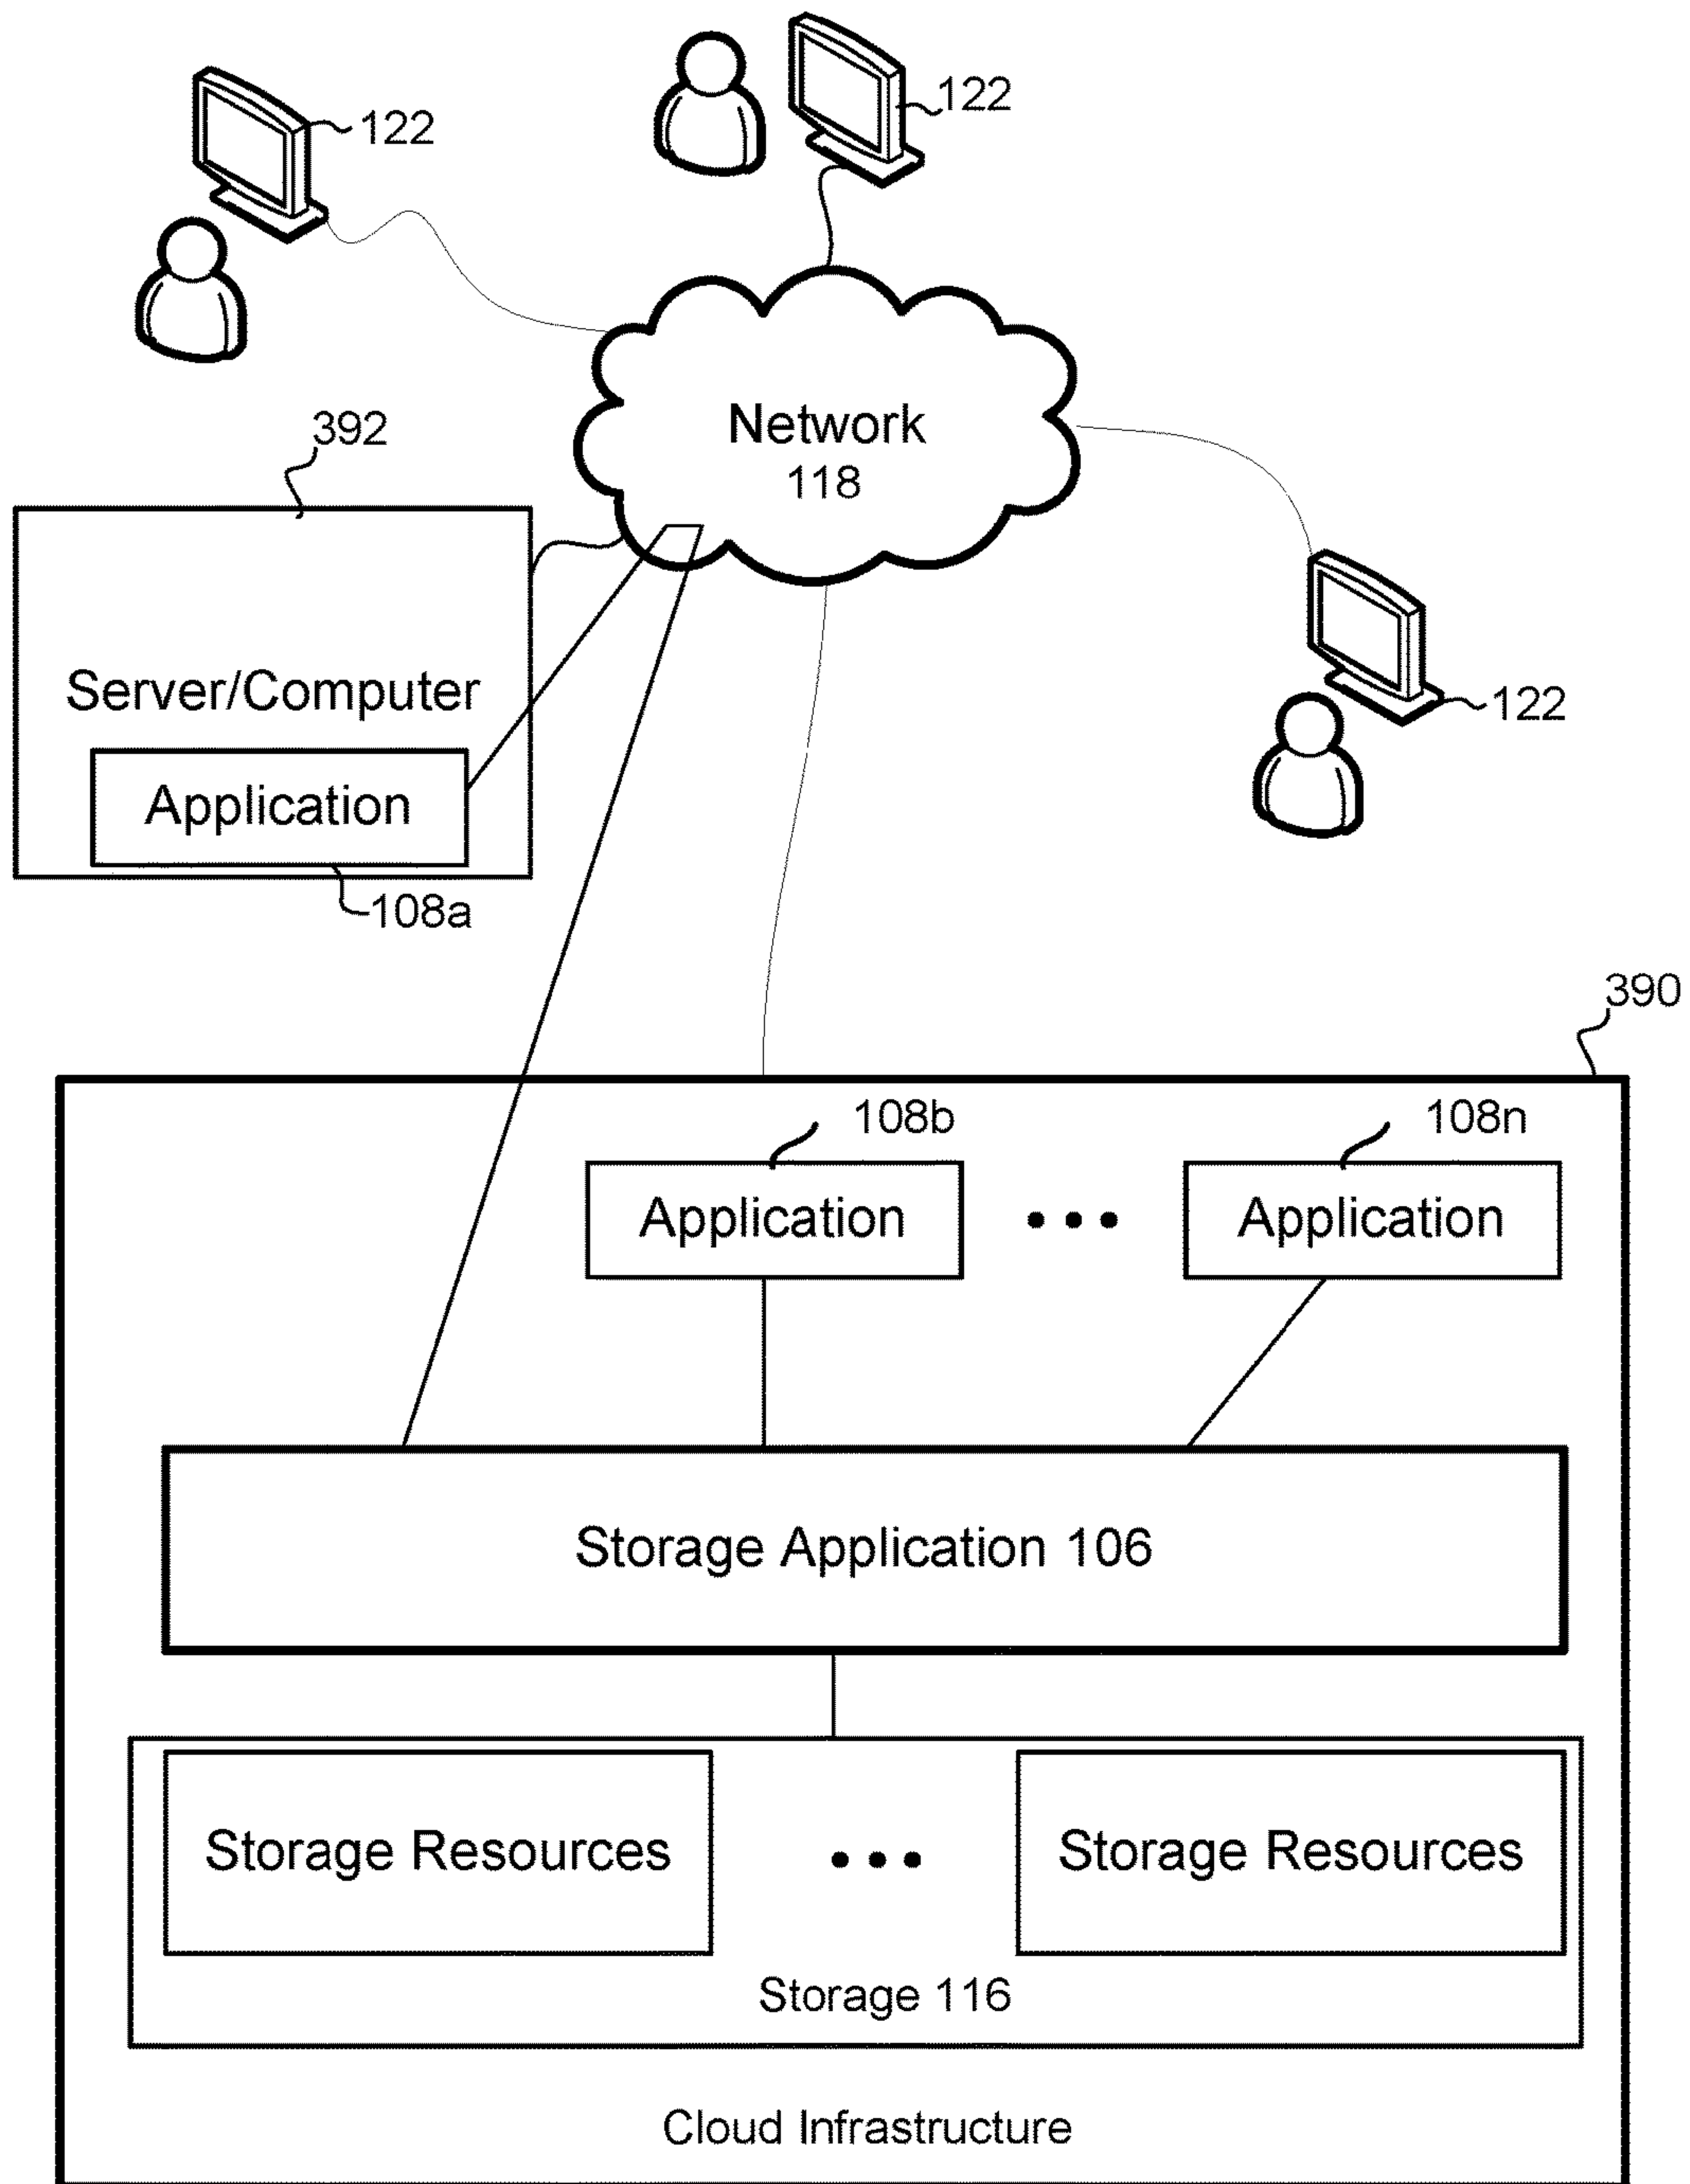 122
122
392
Network
118
Server/Computer
122
Application
108a
390
108b
108n
Application
Application
Storage Application 106
Storage Resources
Storage Resources
Storage 116
Cloud Infrastructure